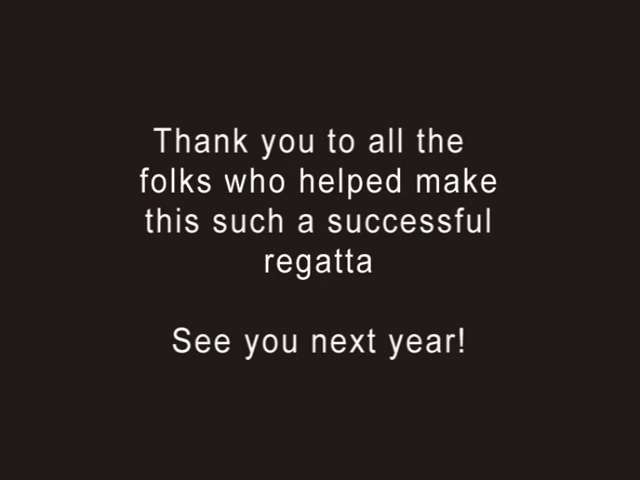 Thank you to all the
folks who helped make
this such a successful
regatta
See you next year!